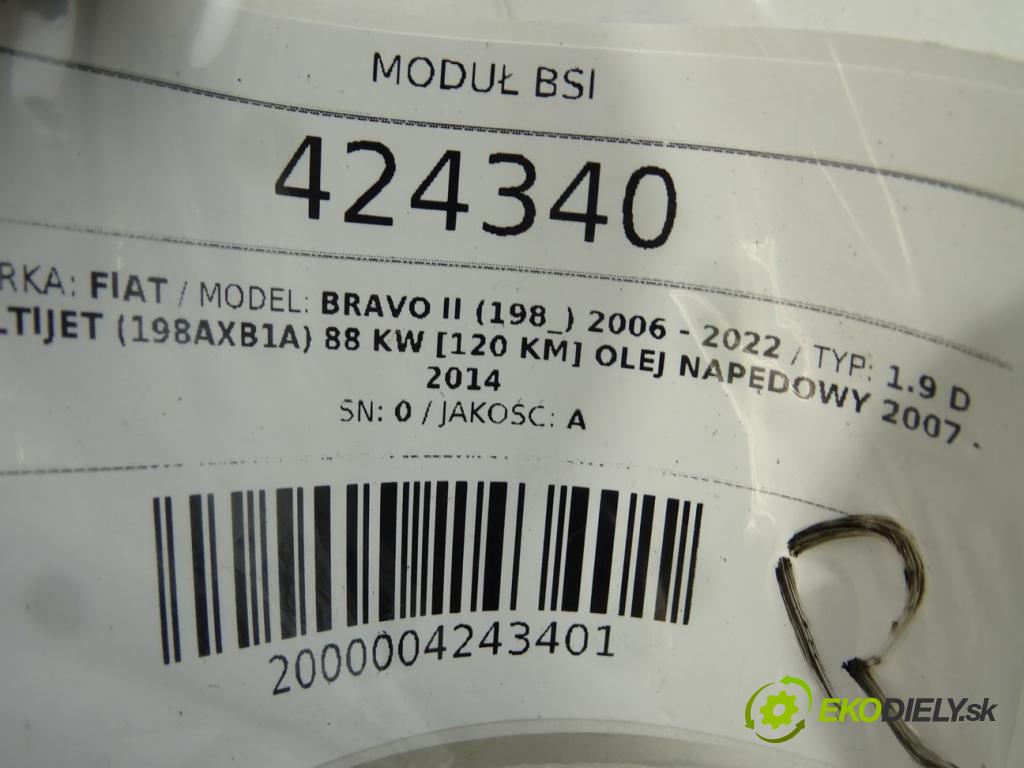 MODUŁ BSI
424340
RKA: FIAT / MODEL: BRAVO II (198_) 2006 - 2022 / TYP: 1.9 D
LTIJET (198AXB1A) 88 KW [120 KM] OLEJ NAPĘDOWY 2007 -
2014
SN: 0 / JAKOŚĆ: A
2000004243401
EKODIELY.sk